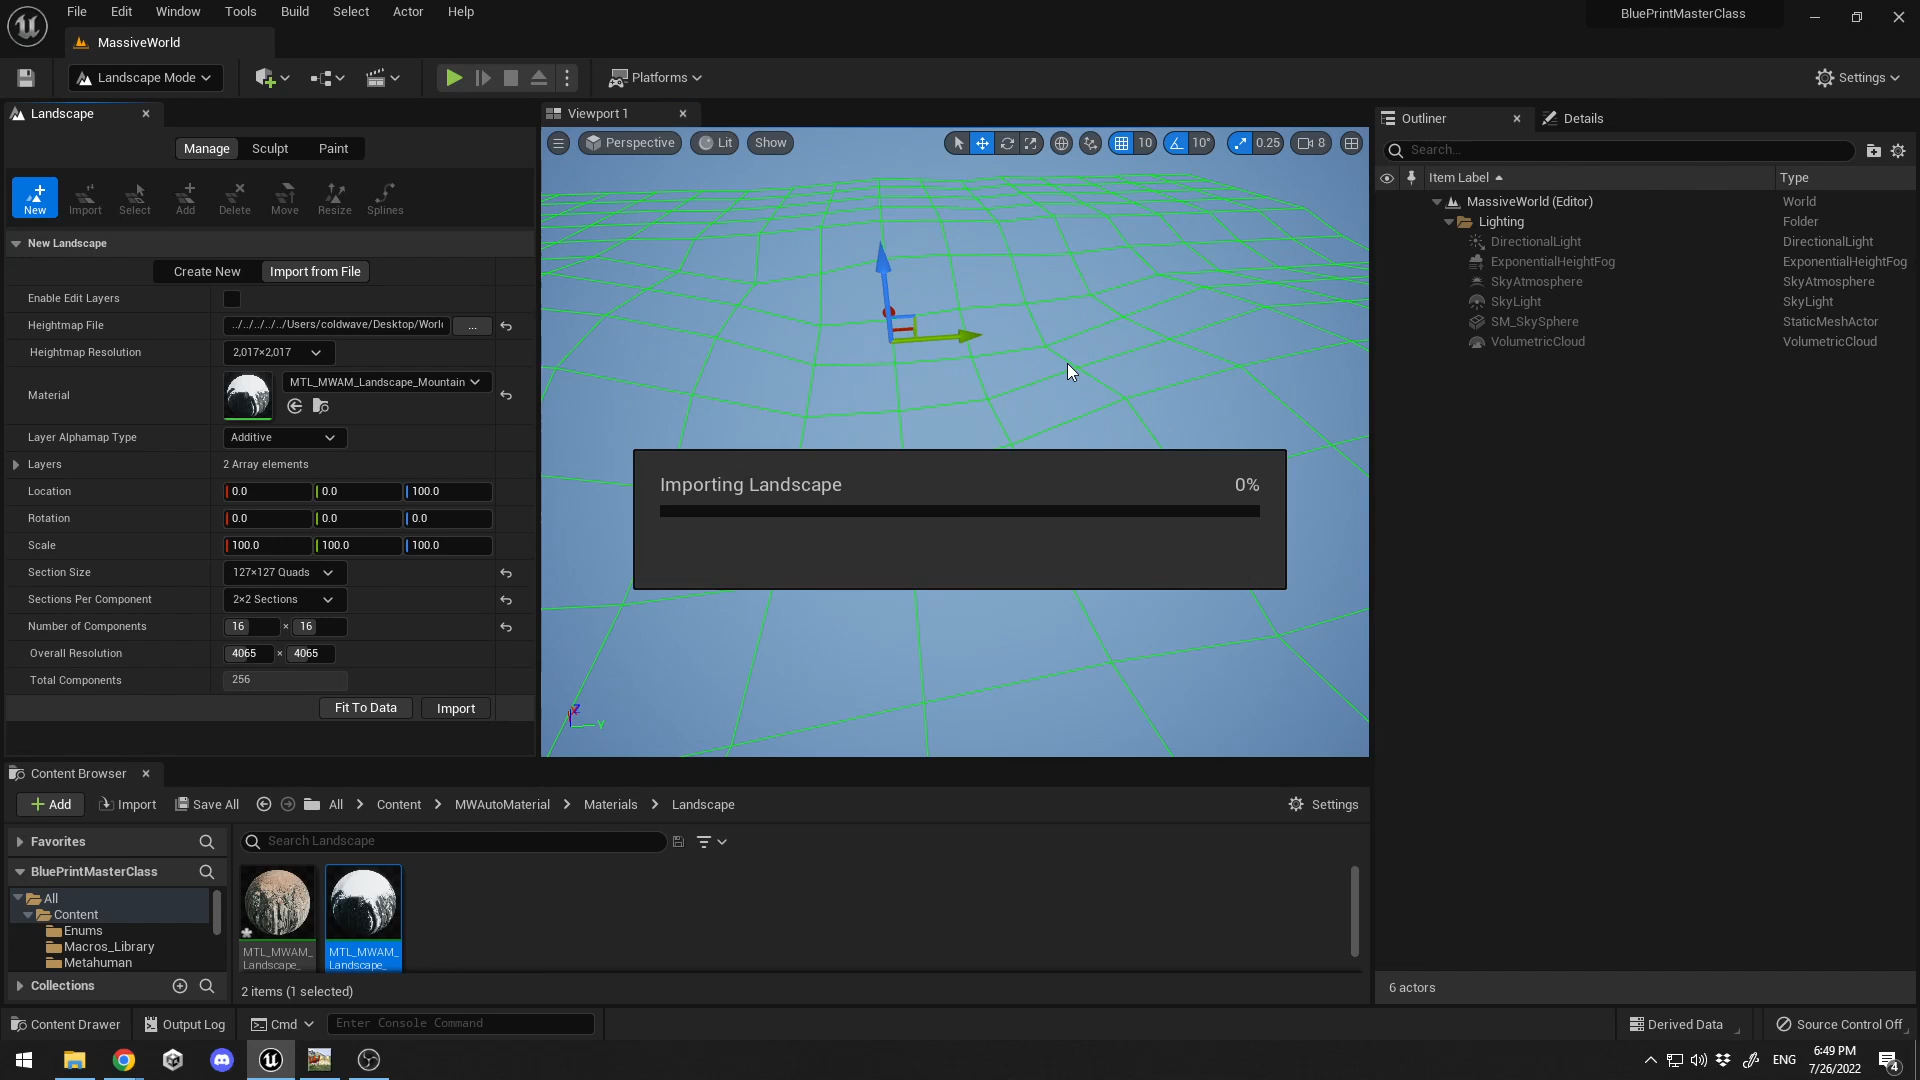 File Edit Window Tools Build Select Actor Help
BluePrintMasterClass
MassiveWorld
Landscape Mode
Platforms
Settings
Landscape
Manage Sculpt Paint
New Import Select Add Delete Move Resize Splines
New Landscape
Create New Import from File
Enable Edit Layers
Heightmap File ../../../../../Users/coldwave/Desktop/Worl ...
Heightmap Resolution 2,017×2,017
Material MTL_MWAM_Landscape_Mountain
Layer Alphamap Type Additive
Layers 2 Array elements
Location 0.0 0.0 100.0
Rotation 0.0 0.0 0.0
Scale 100.0 100.0 100.0
Section Size 127×127 Quads
Sections Per Component 2×2 Sections
Number of Components 16 × 16
Overall Resolution 4065 × 4065
Total Components 256
Fit To Data Import
Viewport 1
Perspective Lit Show 10 10° 0.25 8
Importing Landscape 0%
Z
Y
Outliner Details
Search...
Item Label Type
MassiveWorld (Editor) World
Lighting Folder
DirectionalLight DirectionalLight
ExponentialHeightFog ExponentialHeightFog
SkyAtmosphere SkyAtmosphere
SkyLight SkyLight
SM_SkySphere StaticMeshActor
VolumetricCloud VolumetricCloud
6 actors
Content Browser
Add Import Save All All Content MWAutoMaterial Materials Landscape Settings
Favorites
Search Landscape
BluePrintMasterClass
All
Content
Enums
Macros_Library
Metahuman
Collections
MTL_MWAM_
Landscape_
MTL_MWAM_
Landscape_
2 items (1 selected)
Content Drawer Output Log Cmd Enter Console Command Derived Data Source Control Off
ENG
6:49 PM
7/26/2022
4